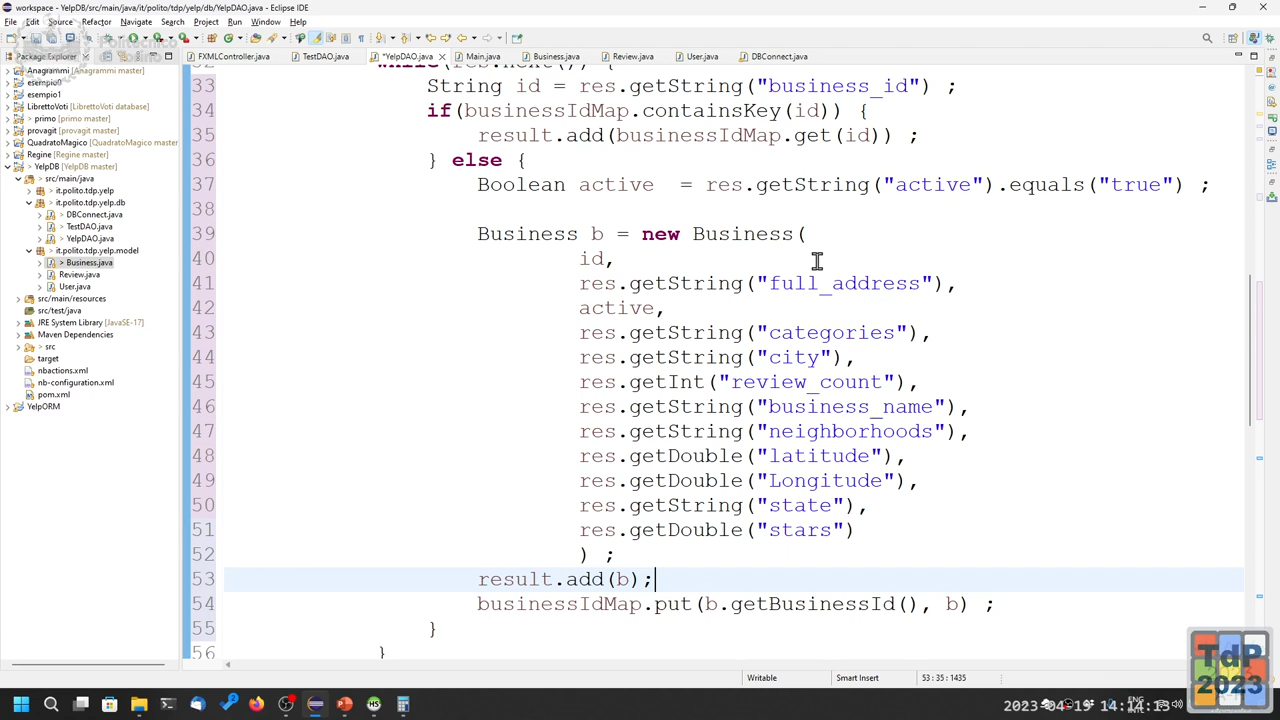 workspace - YelpDB/src/main/java/it/polito/tdp/yelp/db/YelpDAO.java - Eclipse IDE
File Edit Source Refactor Navigate Search Project Run Window Help
Package Explorer
FXMLController.java TestDAO.java *YelpDAO.java Main.java Business.java Review.java User.java DBConnect.java
Anagrammi [Anagrammi master]
esempio0
esempio1
LibrettoVoti [LibrettoVoti database]
> primo [primo master]
provagit [provagit master]
QuadratoMagico [QuadratoMagico master]
Regine [Regine master]
> YelpDB [YelpDB master]
> src/main/java
> it.polito.tdp.yelp
> it.polito.tdp.yelp.db
> DBConnect.java
> TestDAO.java
> YelpDAO.java
> it.polito.tdp.yelp.model
> Business.java
Review.java
User.java
src/main/resources
src/test/java
JRE System Library [JavaSE-17]
Maven Dependencies
> src
target
nbactions.xml
nb-configuration.xml
pom.xml
YelpORM
33 String id = res.getString("business_id") ;
34 if(businessIdMap.containsKey(id)) {
35 result.add(businessIdMap.get(id)) ;
36 } else {
37 Boolean active = res.getString("active").equals("true") ;
38
39 Business b = new Business(
40 id,
41 res.getString("full_address"),
42 active,
43 res.getString("categories"),
44 res.getString("city"),
45 res.getInt("review_count"),
46 res.getString("business_name"),
47 res.getString("neighborhoods"),
48 res.getDouble("latitude"),
49 res.getDouble("Longitude"),
50 res.getString("state"),
51 res.getDouble("stars")
52 ) ;
53 result.add(b);
54 businessIdMap.put(b.getBusinessId(), b) ;
55 }
56 }
Writable Smart Insert 53 : 35 : 1435
TdP
2023
ENG
2023-04-19 14:14:13